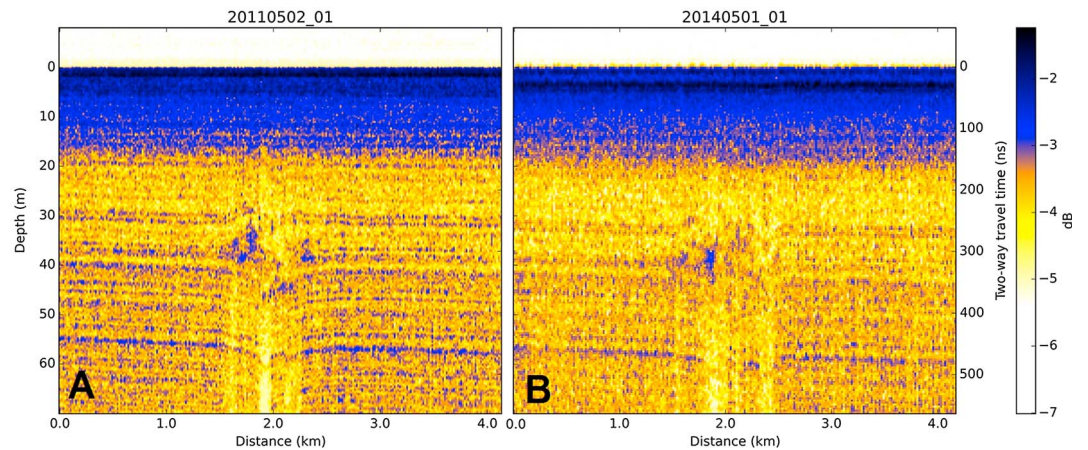 20110502_01
20140501_01
0
10
20
30
40
50
60
Depth (m)
A
0.0 1.0 2.0 3.0 4.0
Distance (km)
B
0.0 1.0 2.0 3.0 4.0
Distance (km)
0
100
200
300
400
500
Two-way travel time (ns)
−2
−3
−4
−5
−6
−7
dB